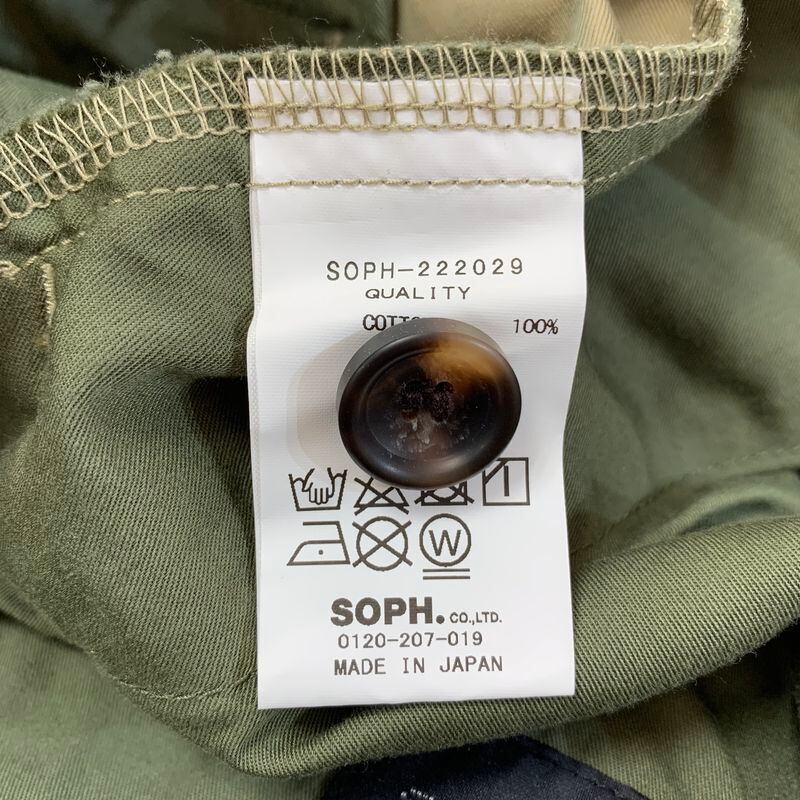 SOPH-222029
QUALITY
100%
W
SOPH. CO.,LTD.
0120-207-019
MADE IN JAPAN